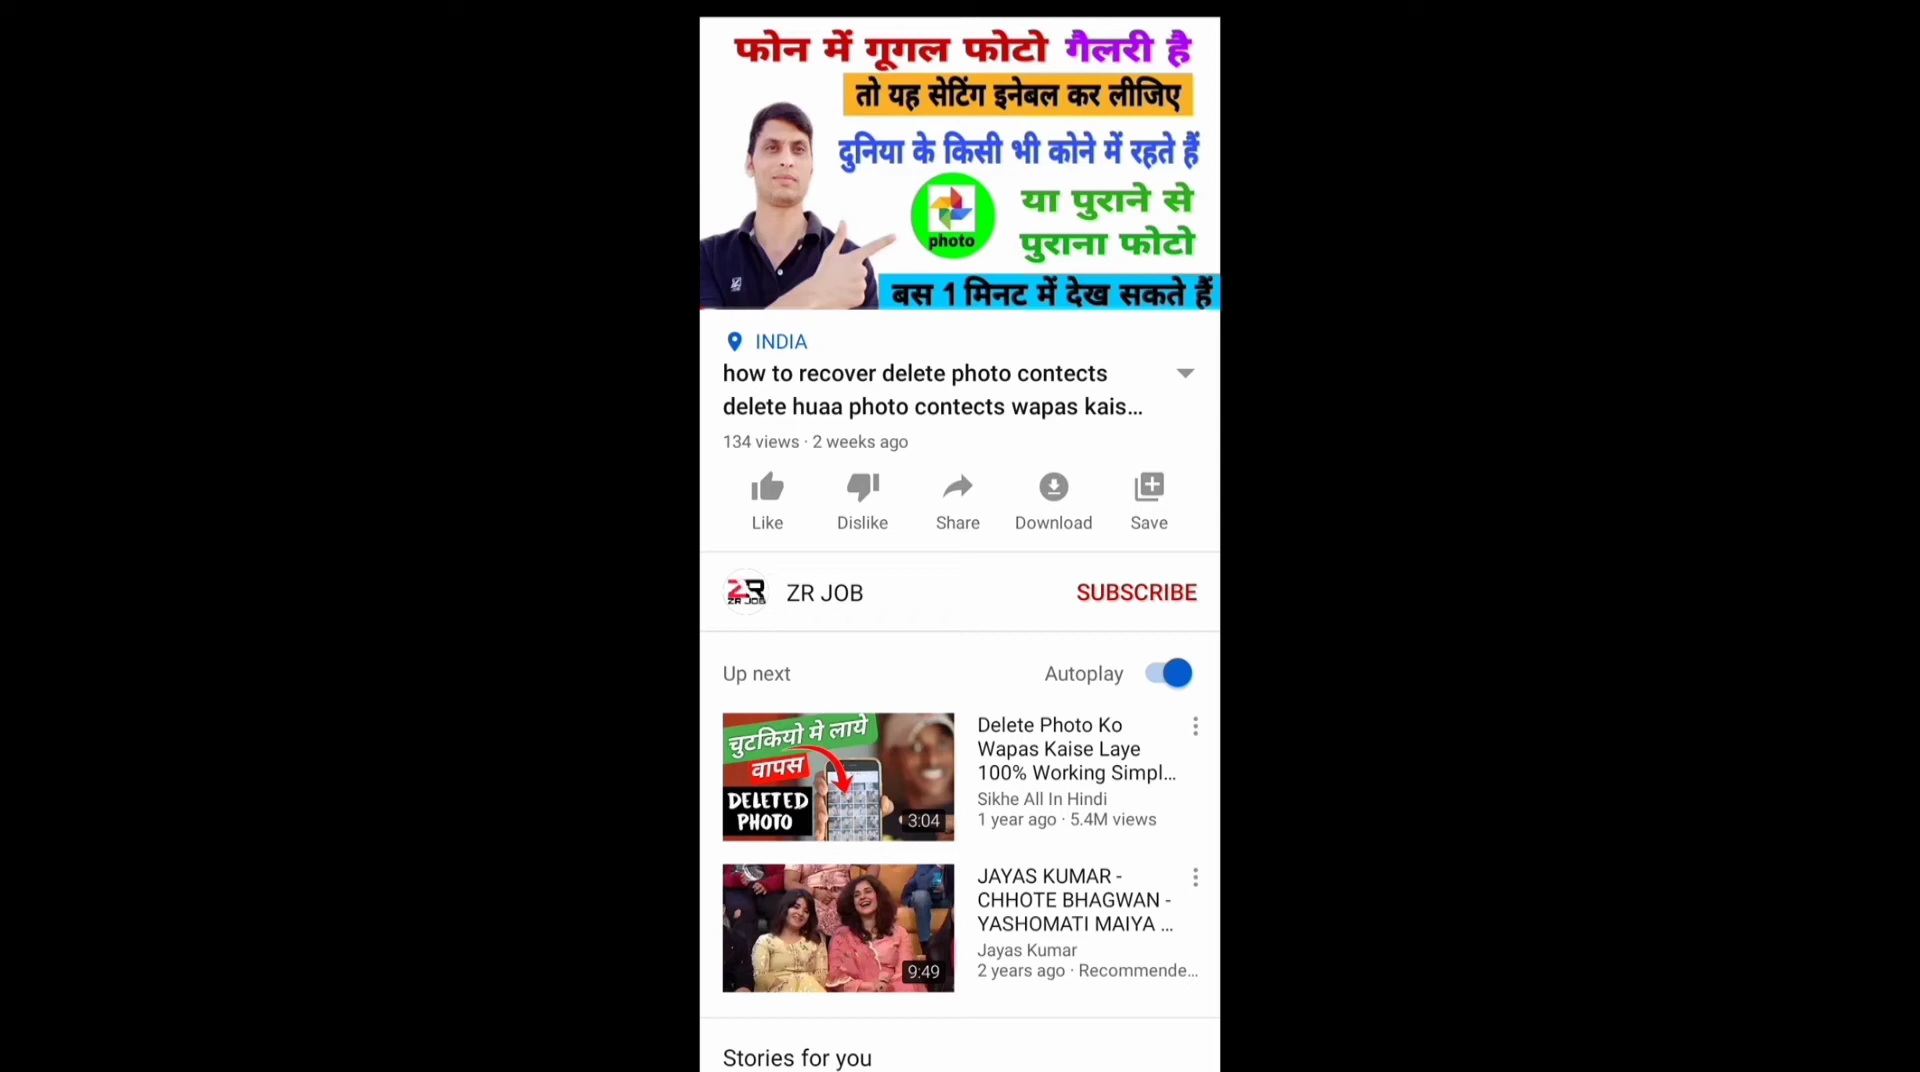 फोन में गूगल फोटो गैलरी है
तो यह सेटिंग इनेबल कर लीजिए
दुनिया के किसी भी कोने में रहते हैं
photo
या पुराने से
पुराना फोटो
बस 1 मिनट में देख सकते हैं
INDIA
how to recover delete photo contects
delete huaa photo contects wapas kais...
134 views · 2 weeks ago
Like Dislike Share Download Save
ZR JOB
ZR JOB
SUBSCRIBE
Up next
Autoplay
चुटकियो मे लाये
वापस
DELETED
PHOTO
3:04
Delete Photo Ko
Wapas Kaise Laye
100% Working Simpl...
Sikhe All In Hindi
1 year ago · 5.4M views
9:49
JAYAS KUMAR -
CHHOTE BHAGWAN -
YASHOMATI MAIYA ...
Jayas Kumar
2 years ago · Recommende...
Stories for you